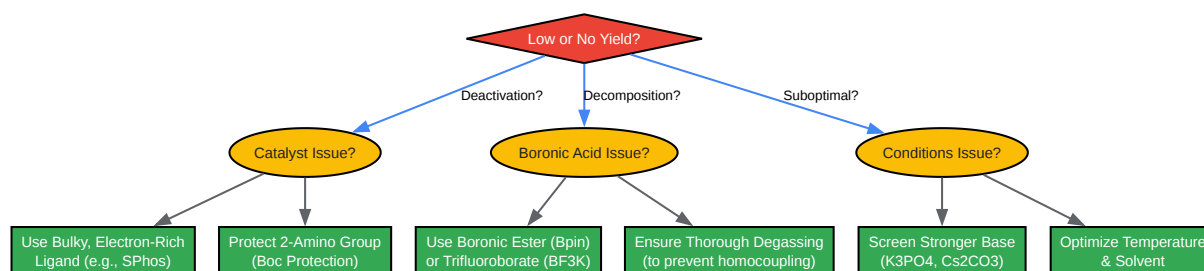 Low or No Yield?
Deactivation?
Decomposition?
Suboptimal?
Catalyst Issue?
Boronic Acid Issue?
Conditions Issue?
Use Bulky, Electron-Rich
Ligand (e.g., SPhos)
Protect 2-Amino Group
(Boc Protection)
Use Boronic Ester (Bpin)
or Trifluoroborate (BF3K)
Ensure Thorough Degassing
(to prevent homocoupling)
Screen Stronger Base
(K3PO4, Cs2CO3)
Optimize Temperature
& Solvent